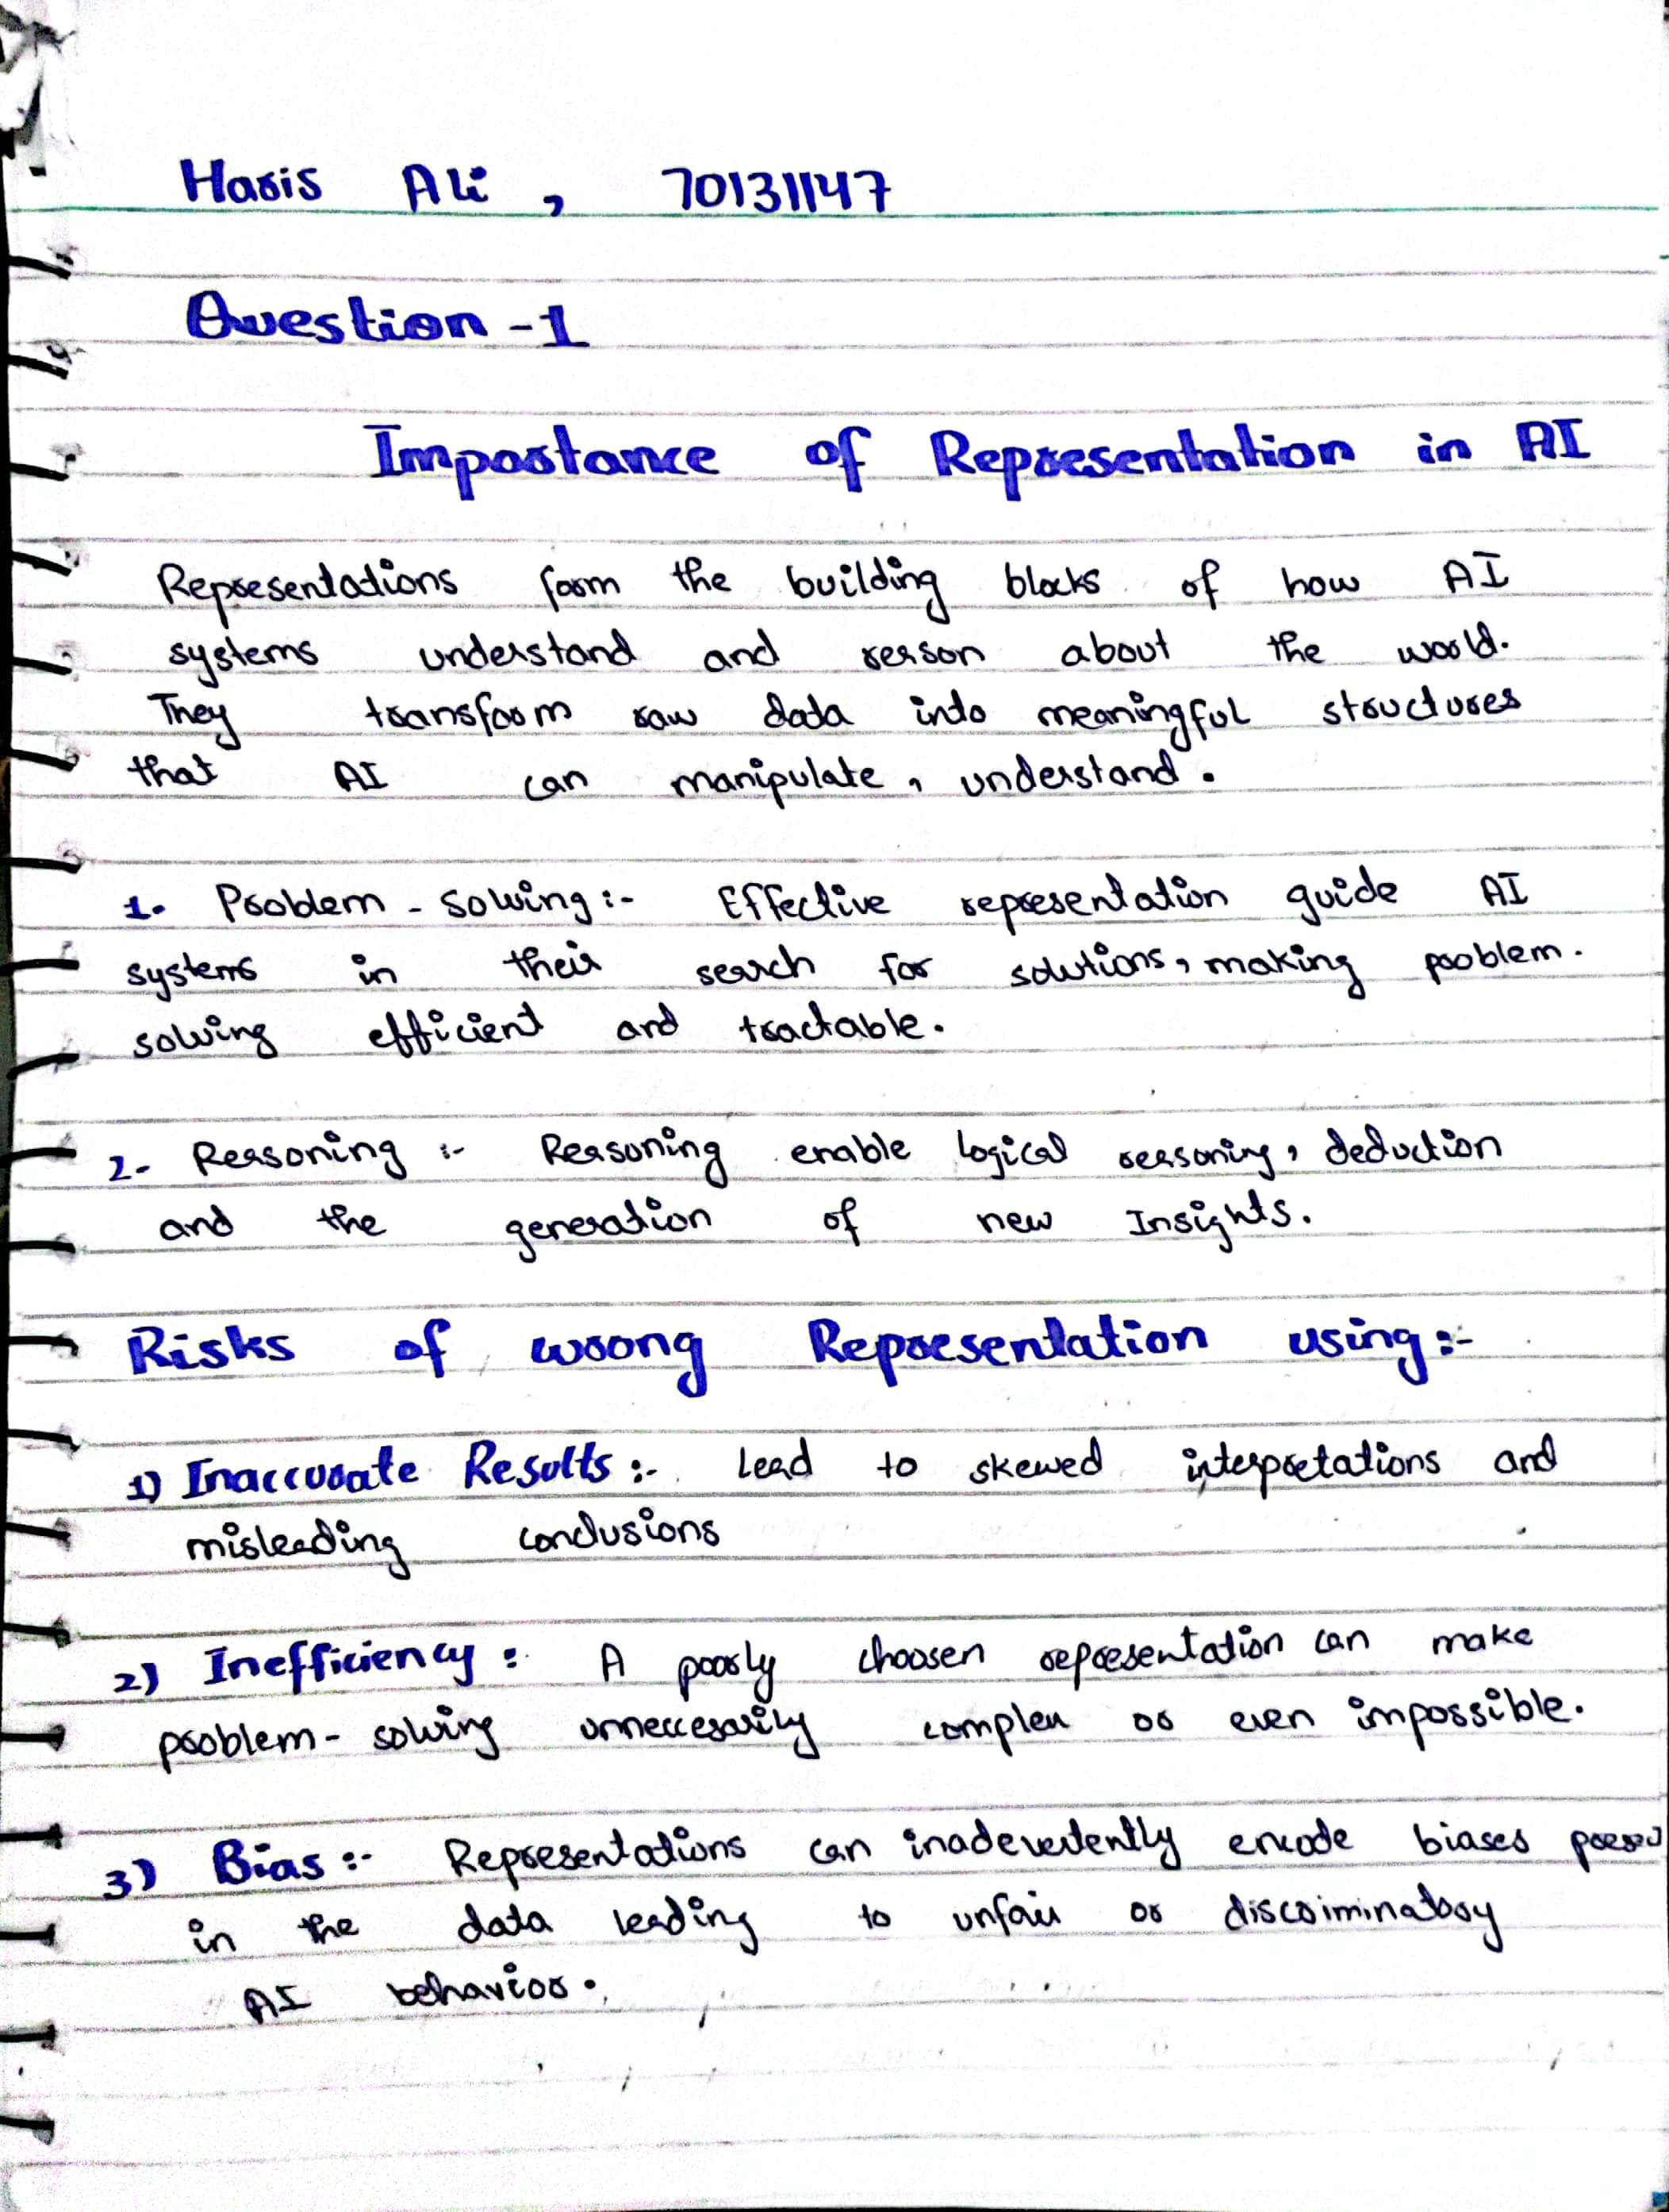 Haris Ali , 70131147
Question -1
Importance of Representation in AI
Representations form the building blocks of how AI
systems understand and reason about the world.
They transform raw data into meaningful structures
that AI can manipulate, understand.
1. Problem - Solving :- Effective representation guide AI
systems in their search for solutions, making problem-
solving efficient and tractable.
2- Reasoning :- Reasoning enable logical reasoning, deduction
and the generation of new Insights.
Risks of wrong Representation using :-
1) Inaccurate Results :- Lead to skewed interpretations and
misleading conclusions
2) Inefficiency : A poorly choosen representation can make
problem - solving unneccesarily complex or even impossible.
3) Bias :- Representations can inadevertently encode biases
in the data leading to unfair or discriminatory
AI behavior.